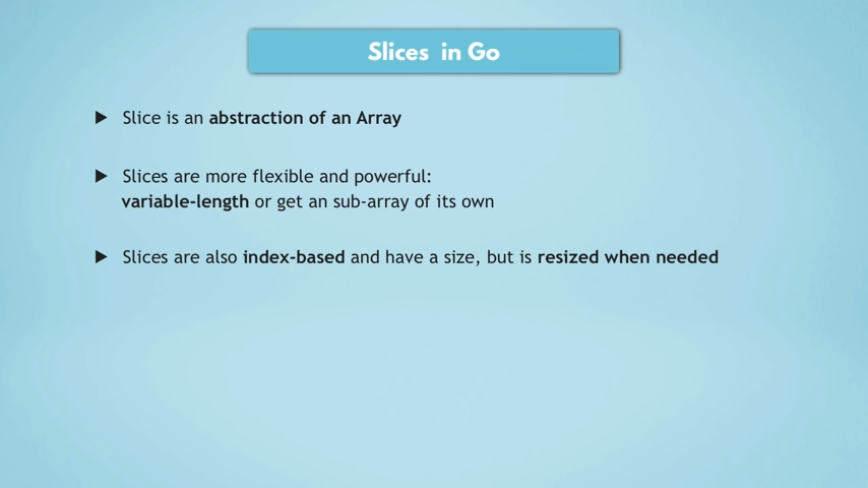 Slices in Go
Slice is an abstraction of an Array
Slices are more flexible and powerful:
variable-length or get an sub-array of its own
Slices are also index-based and have a size, but is resized when needed